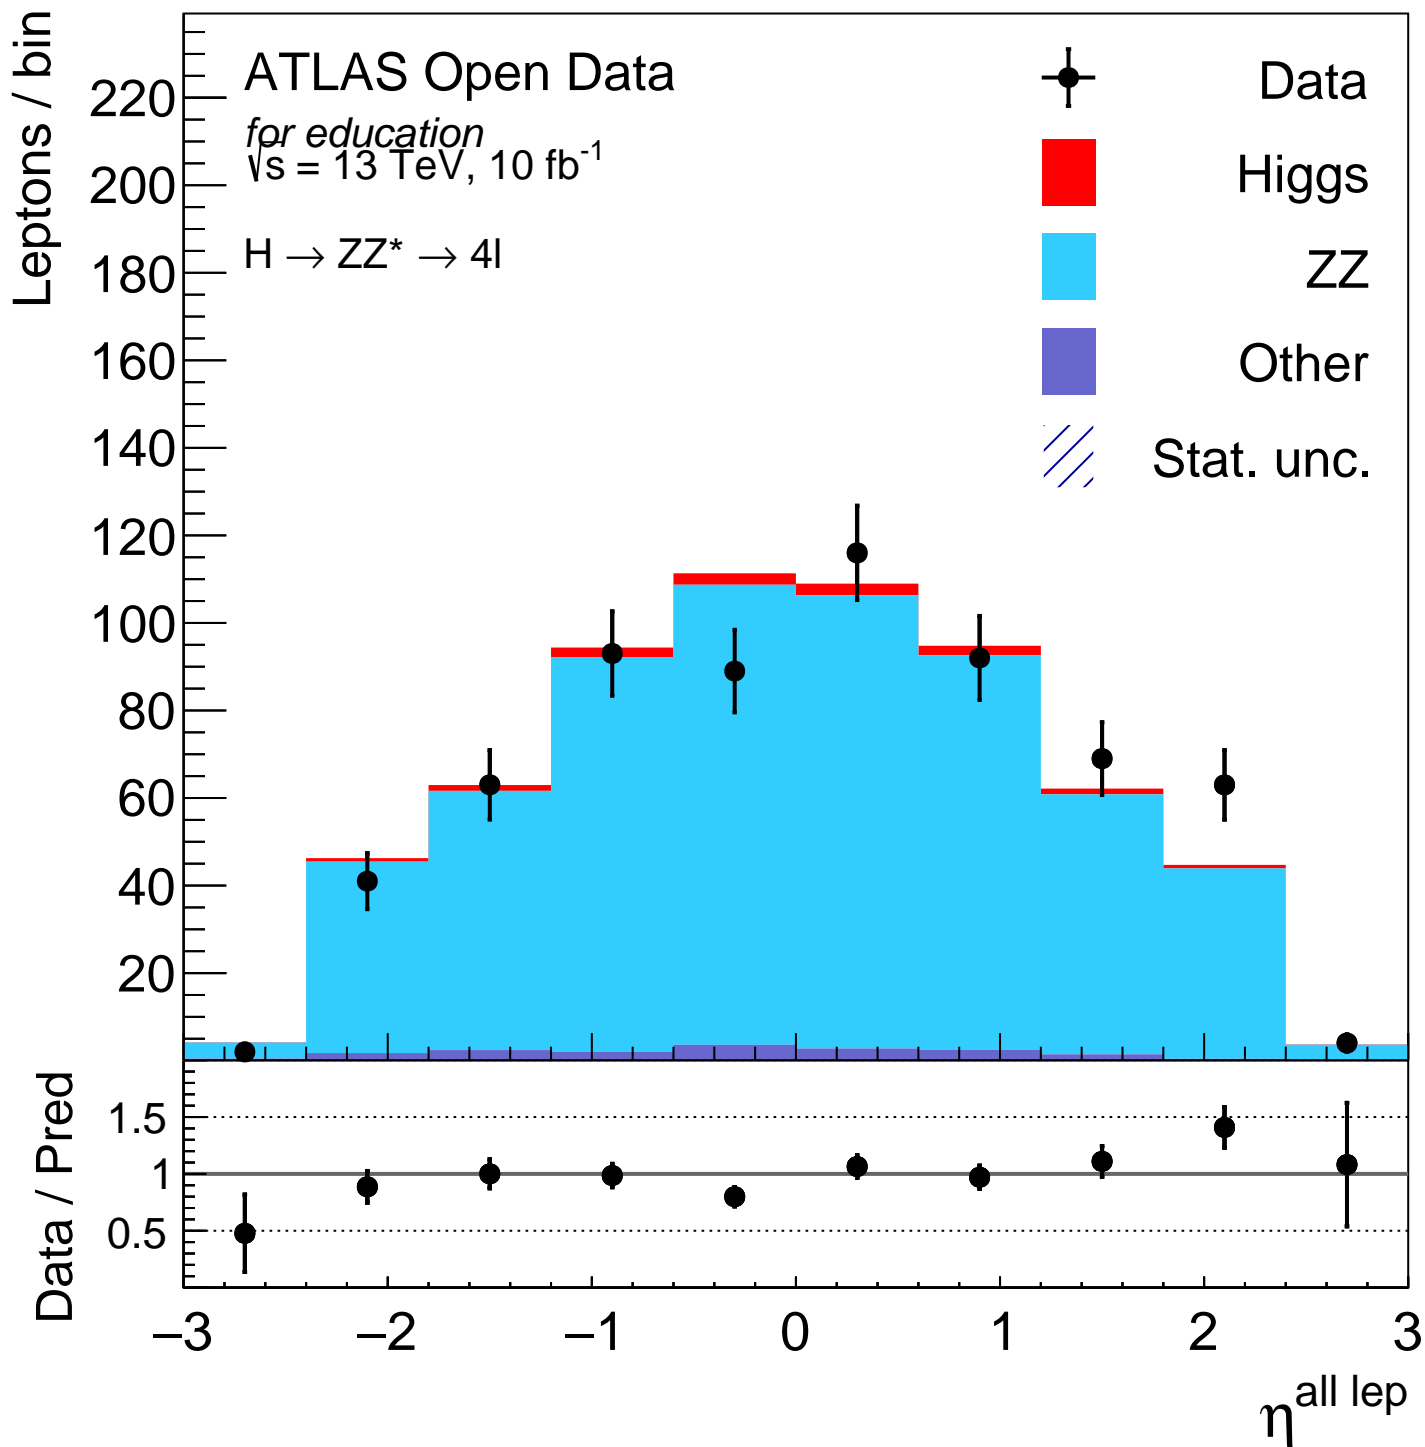 Leptons / bin
220
200
180
160
140
120
100
80
60
40
20
ATLAS Open Data
for education
√s = 13 TeV, 10 fb⁻¹
H → ZZ* → 4l
Data
Higgs
ZZ
Other
Stat. unc.
Data / Pred
1.5
1
0.5
−3 −2 −1 0 1 2 3
η^all lep